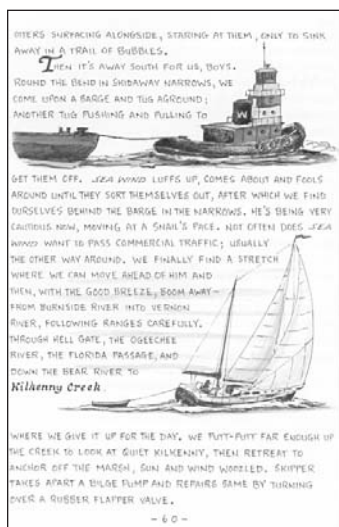 OTTERS SURFACING ALONGSIDE, STARING AT THEM, ONLY TO SINK
AWAY IN A TRAIL OF BUBBLES.
THEN IT'S AWAY SOUTH FOR US, BOYS.
ROUND THE BEND IN SKIDAWAY NARROWS, WE
COME UPON A BARGE AND TUG AGROUND;
ANOTHER TUG PUSHING AND PULLING TO
W
GET THEM OFF. SEA WIND LUFFS UP, COMES ABOUT AND FOOLS
AROUND UNTIL THEY SORT THEMSELVES OUT, AFTER WHICH WE FIND
OURSELVES BEHIND THE BARGE IN THE NARROWS. HE'S BEING VERY
CAUTIOUS NOW, MOVING AT A SNAIL'S PACE. NOT OFTEN DOES SEA
WIND WANT TO PASS COMMERCIAL TRAFFIC; USUALLY
THE OTHER WAY AROUND. WE FINALLY FIND A STRETCH
WHERE WE CAN MOVE AHEAD OF HIM AND
THEN, WITH THE GOOD BREEZE, BOOM AWAY—
FROM BURNSIDE RIVER INTO VERNON
RIVER, FOLLOWING RANGES CAREFULLY.
THROUGH HELL GATE, THE OGEECHEE
RIVER, THE FLORIDA PASSAGE, AND
DOWN THE BEAR RIVER TO
Kilkenny Creek,
WHERE WE GIVE IT UP FOR THE DAY. WE PUTT-PUTT FAR ENOUGH UP
THE CREEK TO LOOK AT QUIET KILKENNY, THEN RETREAT TO
ANCHOR OFF THE MARSH, SUN AND WIND WOOZLED. SKIPPER
TAKES APART A BILGE PUMP AND REPAIRS SAME BY TURNING
OVER A RUBBER FLAPPER VALVE.
-60-